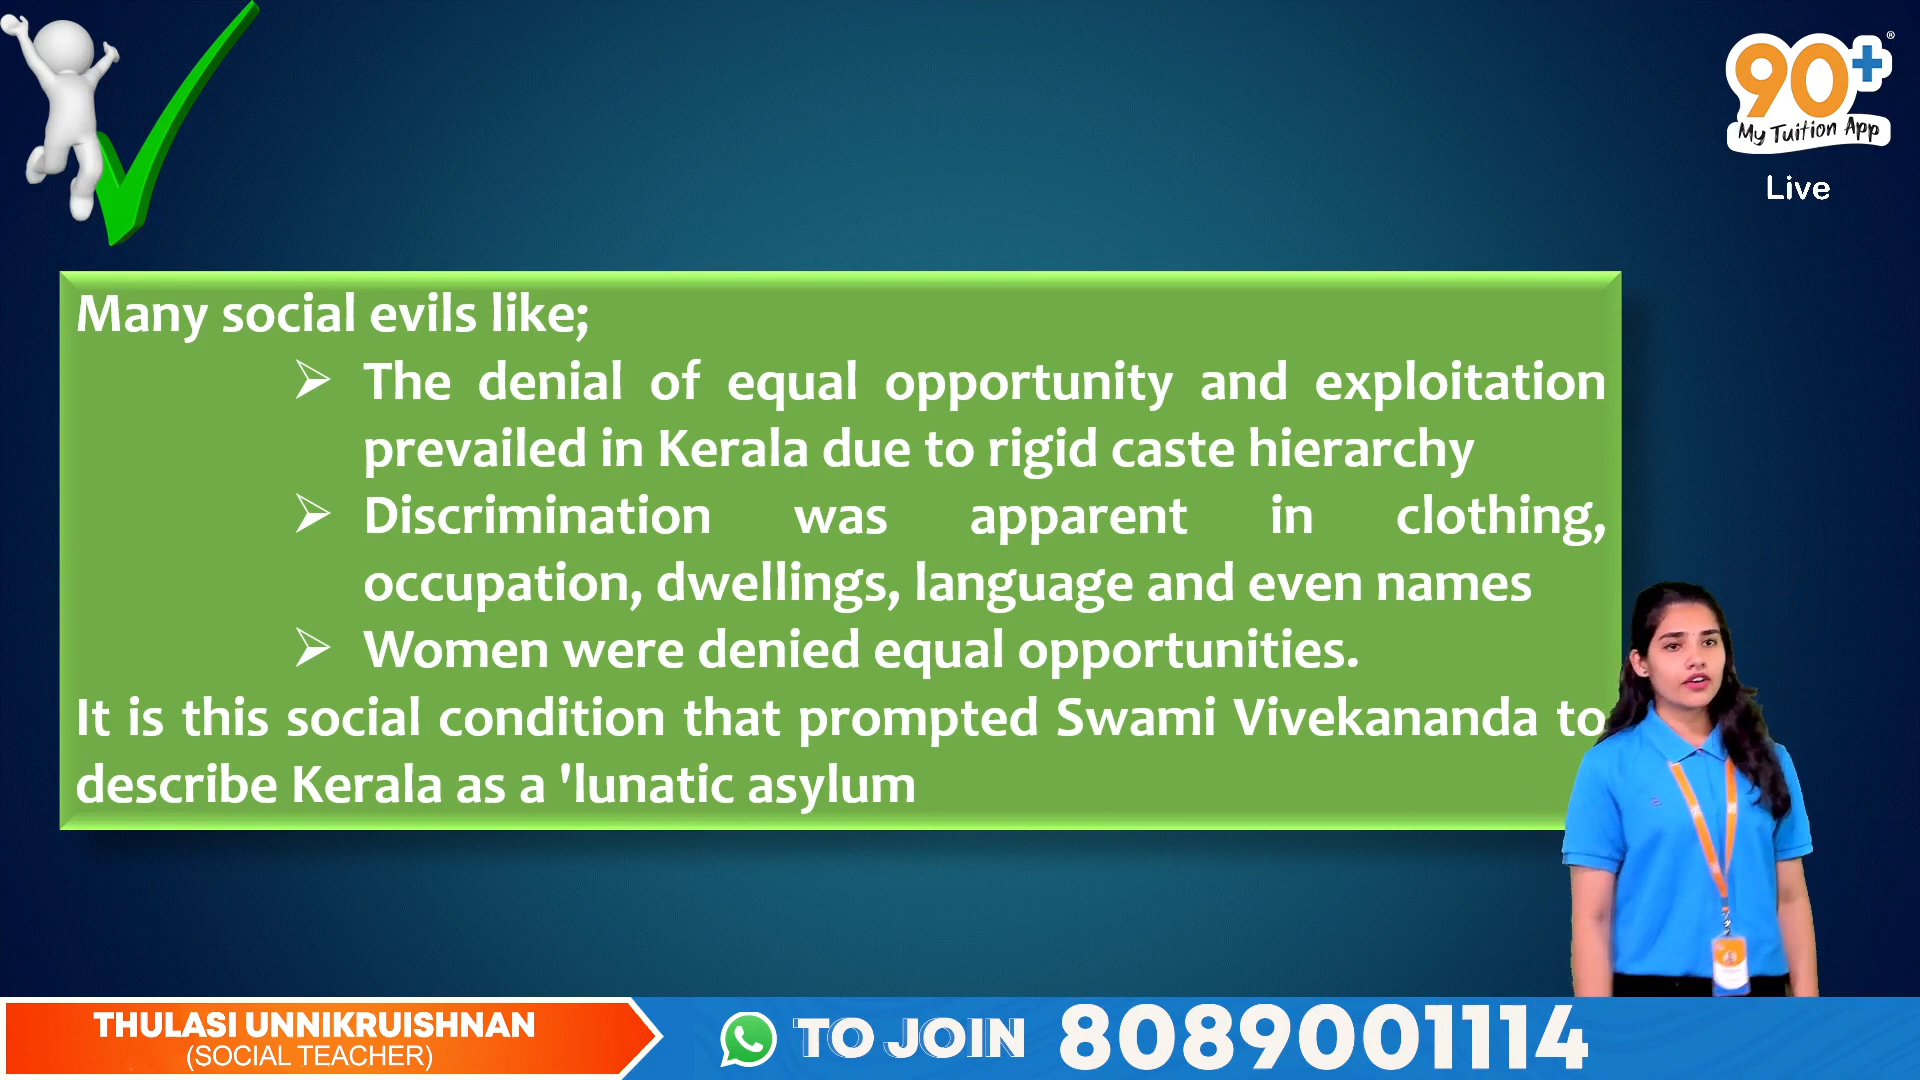 90+
®
My Tuition App
Live
Many social evils like;
➢ The denial of equal opportunity and exploitation
prevailed in Kerala due to rigid caste hierarchy
➢ Discrimination was apparent in clothing,
occupation, dwellings, language and even names
➢ Women were denied equal opportunities.
It is this social condition that prompted Swami Vivekananda to
describe Kerala as a 'lunatic asylum
THULASI UNNIKRUISHNAN
(SOCIAL TEACHER)
TO JOIN 8089001114